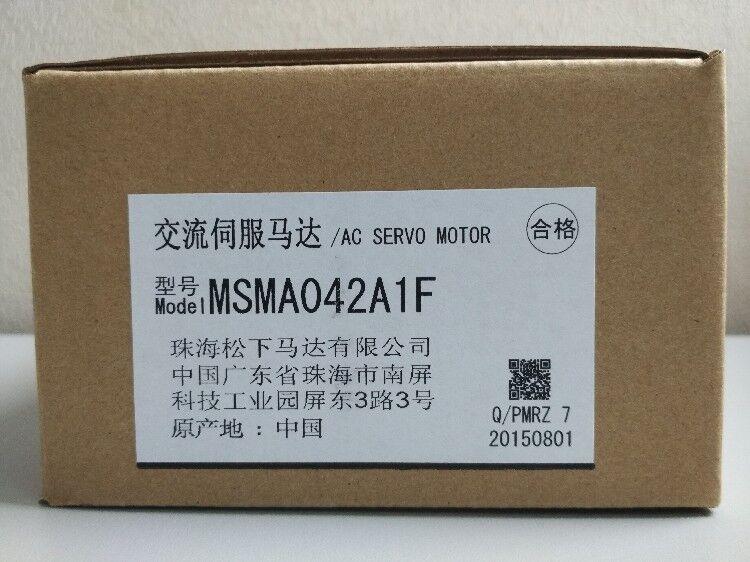 交流伺服马达 /AC SERVO MOTOR
合格
型号
Model MSMA042A1F
珠海松下马达有限公司
中国广东省珠海市南屏
科技工业园屏东3路3号
原产地：中国
Q/PMRZ 7
20150801